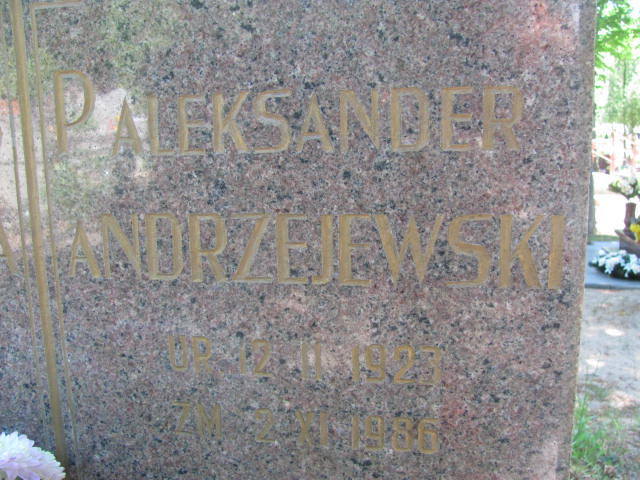 P ALEKSANDER
ANDRZEJEWSKI
UR 12 II 1923
ZM 2 XI 1986